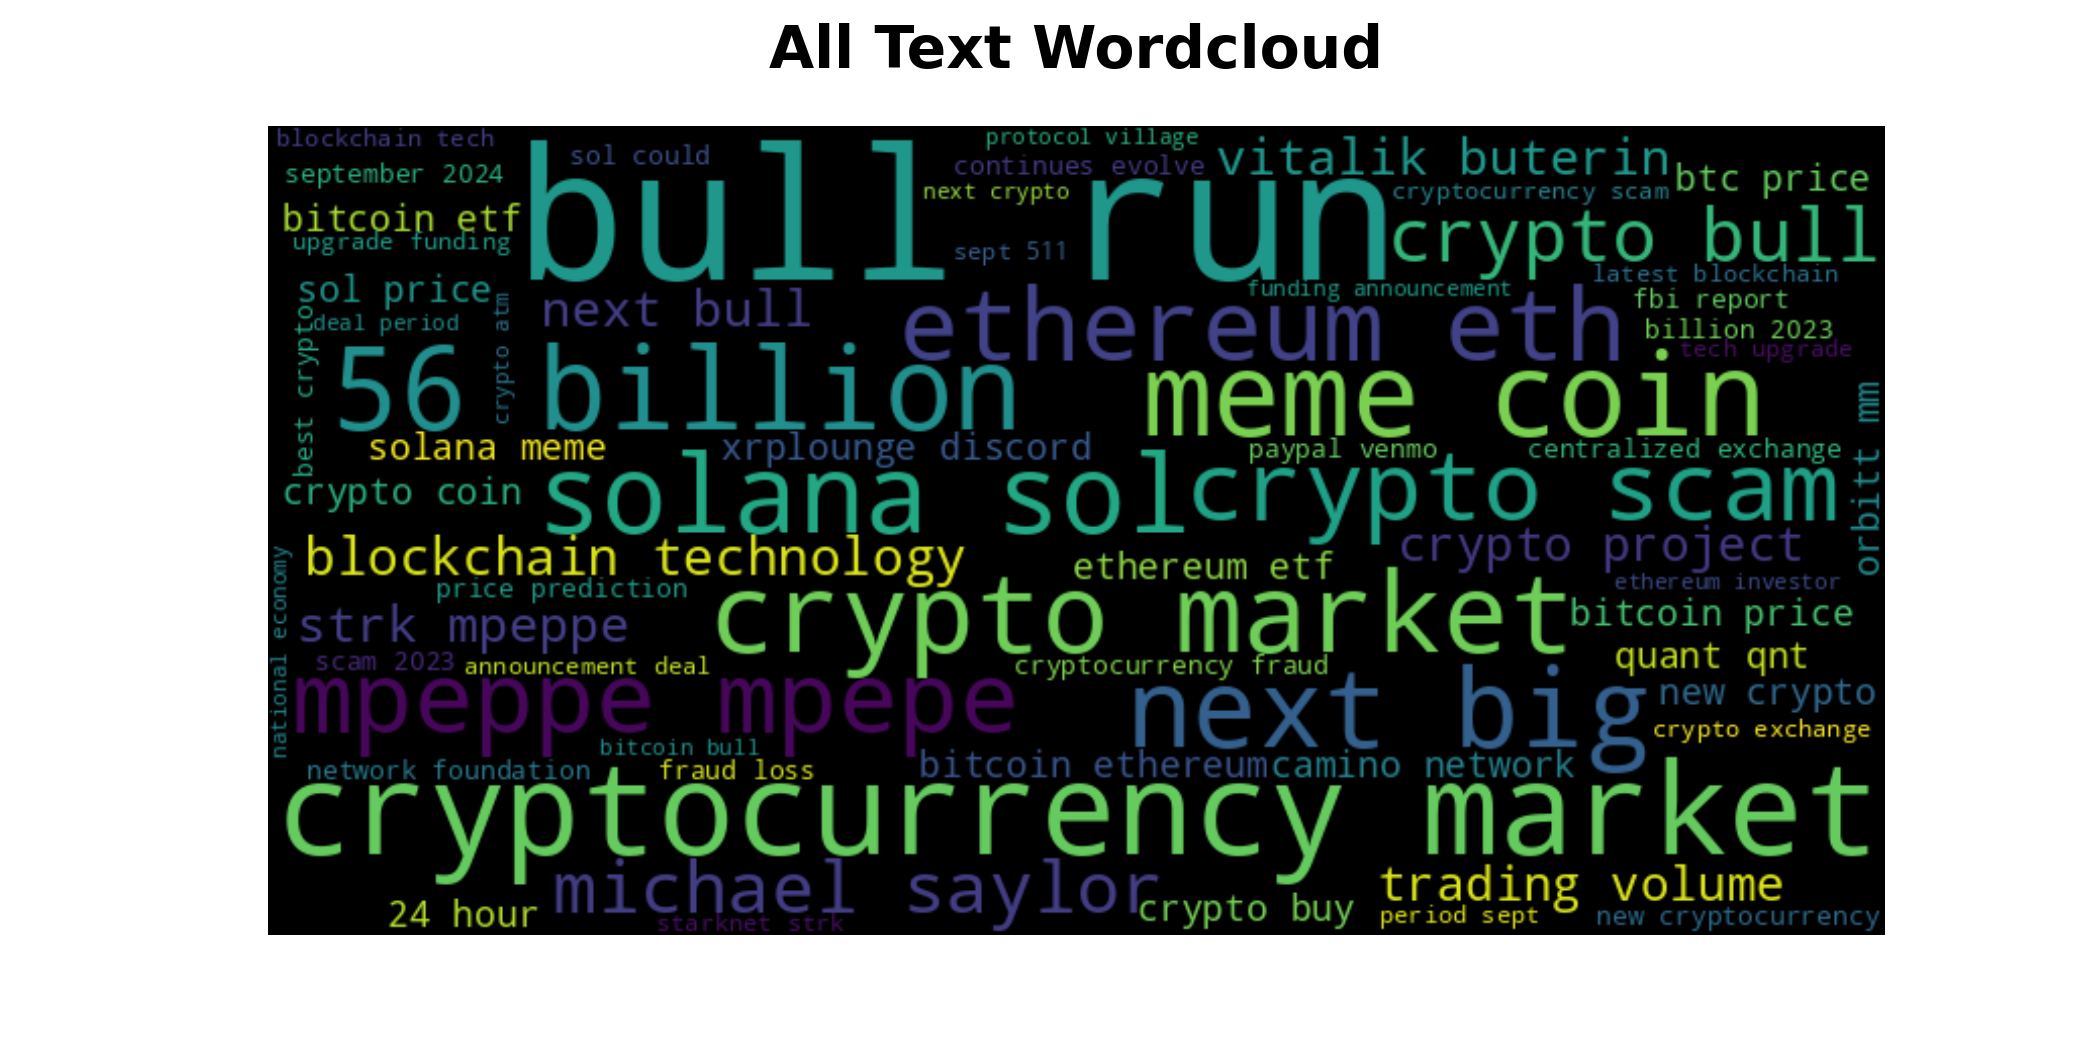 All Text Wordcloud
blockchain tech
protocol village
sol could
continues evolve
vitalik buterin
september 2024
bull run
next crypto
cryptocurrency scam
btc price
bitcoin etf
upgrade funding
sept 511
crypto bull
latest blockchain
sol price
next bull
funding announcement
fbi report
deal period
crypto atm
ethereum eth
billion 2023
tech upgrade
best crypto
56 billion
meme coin
orbitt mm
solana meme
xrplounge discord
paypal venmo
centralized exchange
crypto coin
solana sol
crypto scam
blockchain technology
crypto project
ethereum etf
national economy
price prediction
ethereum investor
strk mpeppe
crypto market
bitcoin price
scam 2023
announcement deal
cryptocurrency fraud
quant qnt
mpeppe mpepe
next big
new crypto
crypto exchange
bitcoin bull
network foundation
fraud loss
bitcoin ethereum
camino network
cryptocurrency market
michael saylor
trading volume
24 hour
crypto buy
period sept
starknet strk
new cryptocurrency